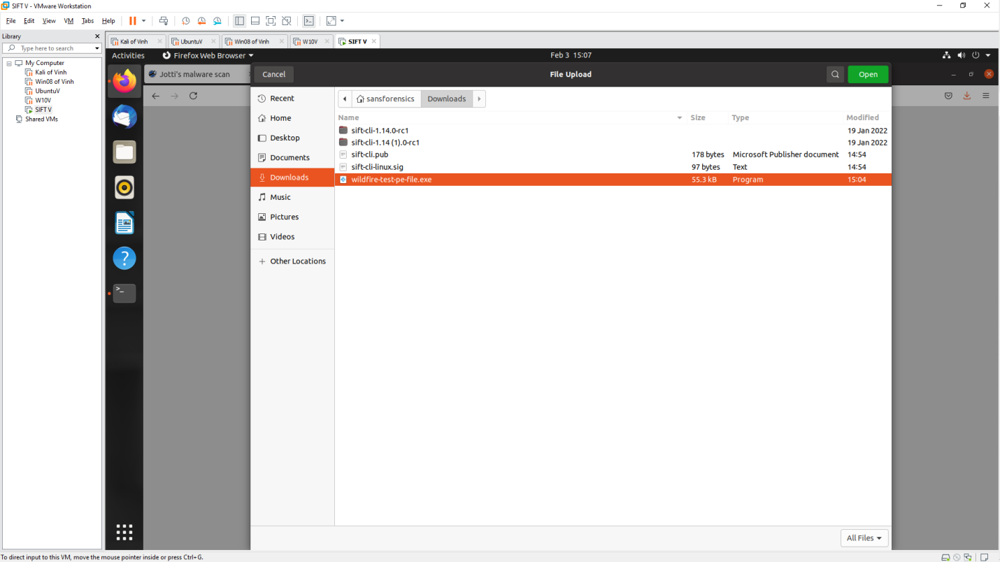 SIFT V - VMware Workstation
File Edit View VM Tabs Help
Library
Type here to search
My Computer
Kali of Vinh
Win08 of Vinh
UbuntuV
W10V
SIFT V
Shared VMs
Kali of Vinh UbuntuV Win08 of Vinh W10V SIFT V
Activities Firefox Web Browser Feb 3 15:07
Jotti's malware scan
Cancel File Upload Open
Recent
Home
Desktop
Documents
Downloads
Music
Pictures
Videos
Other Locations
sansforensics Downloads
Name Size Type Modified
sift-cli-1.14.0-rc1 19 Jan 2022
sift-cli-1.14 (1).0-rc1 19 Jan 2022
sift-cli.pub 178 bytes Microsoft Publisher document 14:54
sift-cli-linux.sig 97 bytes Text 14:54
wildfire-test-pe-file.exe 55.3 kB Program 15:04
All Files
To direct input to this VM, move the mouse pointer inside or press Ctrl+G.